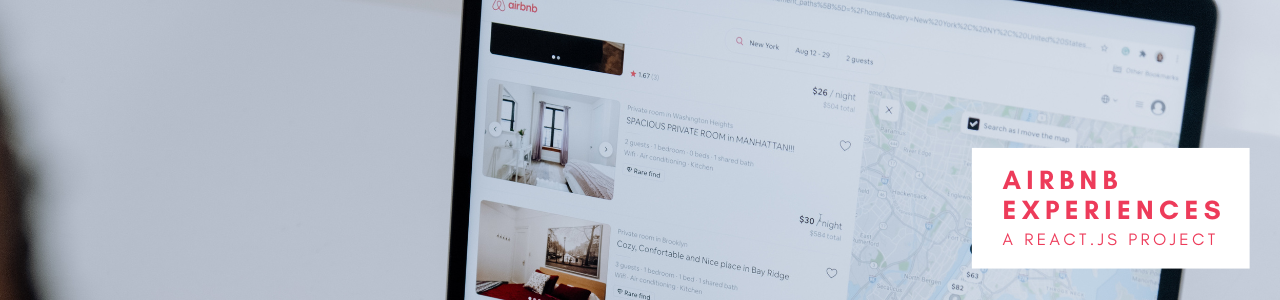 airbnb
New York Aug 12 - 29 2 guests
Other Bookmarks
1.67 (3)
$26 / night
$504 total
Private room in Washington Heights
SPACIOUS PRIVATE ROOM in MANHATTAN!!!
2 guests · 1 bedroom · 0 beds · 1 shared bath
Wifi · Air conditioning · Kitchen
Rare find
$30 / night
$584 total
Private room in Brooklyn
Cozy, Confortable and Nice place in Bay Ridge
3 guests · 1 bedroom · 1 bed · 1 shared bath
Wifi · Air conditioning · Kitchen
Rare find
Search as I move the map
$63
$82
AIRBNB
EXPERIENCES
A REACT.JS PROJECT